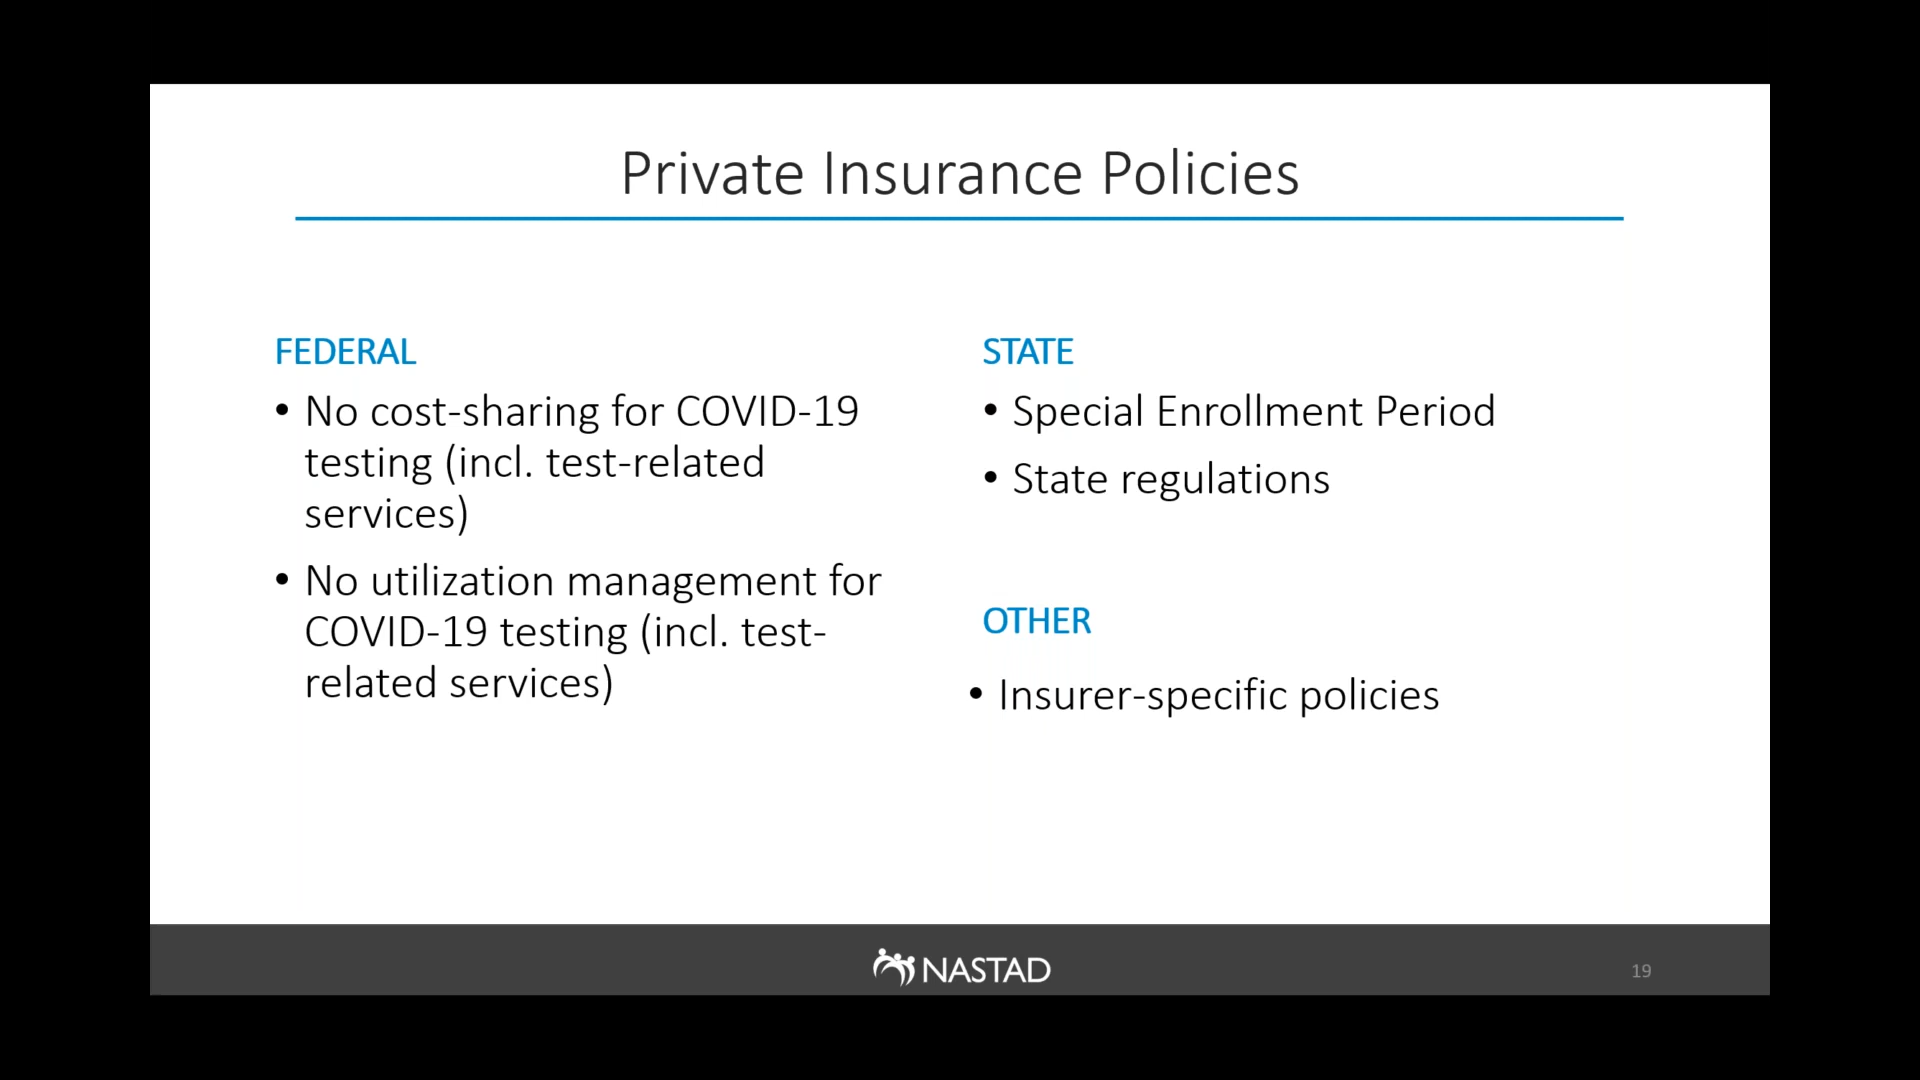 Private Insurance Policies
FEDERAL
• No cost-sharing for COVID-19
testing (incl. test-related
services)
• No utilization management for
COVID-19 testing (incl. test-
related services)
STATE
• Special Enrollment Period
• State regulations
OTHER
• Insurer-specific policies
NASTAD
19